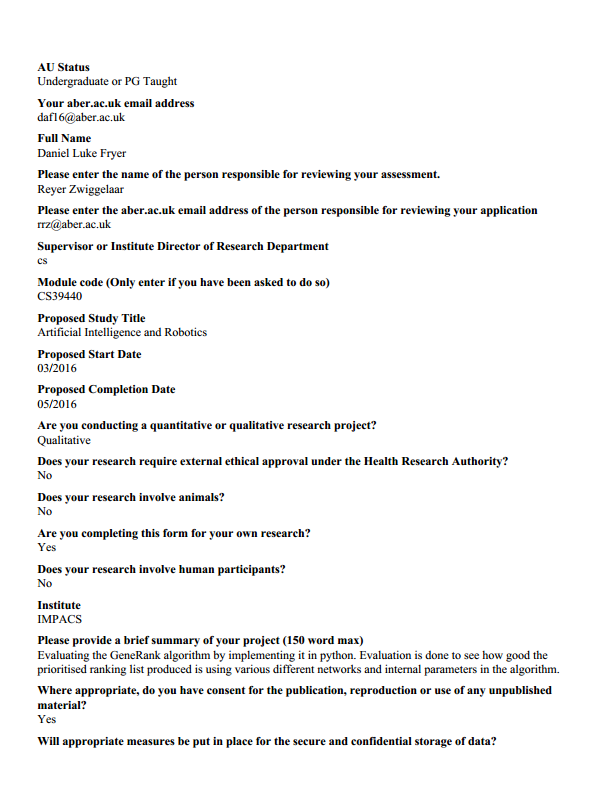 AU Status
Undergraduate or PG Taught
Your aber.ac.uk email address
daf16@aber.ac.uk
Full Name
Daniel Luke Fryer
Please enter the name of the person responsible for reviewing your assessment.
Reyer Zwiggelaar
Please enter the aber.ac.uk email address of the person responsible for reviewing your application
rrz@aber.ac.uk
Supervisor or Institute Director of Research Department
cs
Module code (Only enter if you have been asked to do so)
CS39440
Proposed Study Title
Artificial Intelligence and Robotics
Proposed Start Date
03/2016
Proposed Completion Date
05/2016
Are you conducting a quantitative or qualitative research project?
Qualitative
Does your research require external ethical approval under the Health Research Authority?
No
Does your research involve animals?
No
Are you completing this form for your own research?
Yes
Does your research involve human participants?
No
Institute
IMPACS
Please provide a brief summary of your project (150 word max)
Evaluating the GeneRank algorithm by implementing it in python. Evaluation is done to see how good the
prioritised ranking list produced is using various different networks and internal parameters in the algorithm.
Where appropriate, do you have consent for the publication, reproduction or use of any unpublished
material?
Yes
Will appropriate measures be put in place for the secure and confidential storage of data?